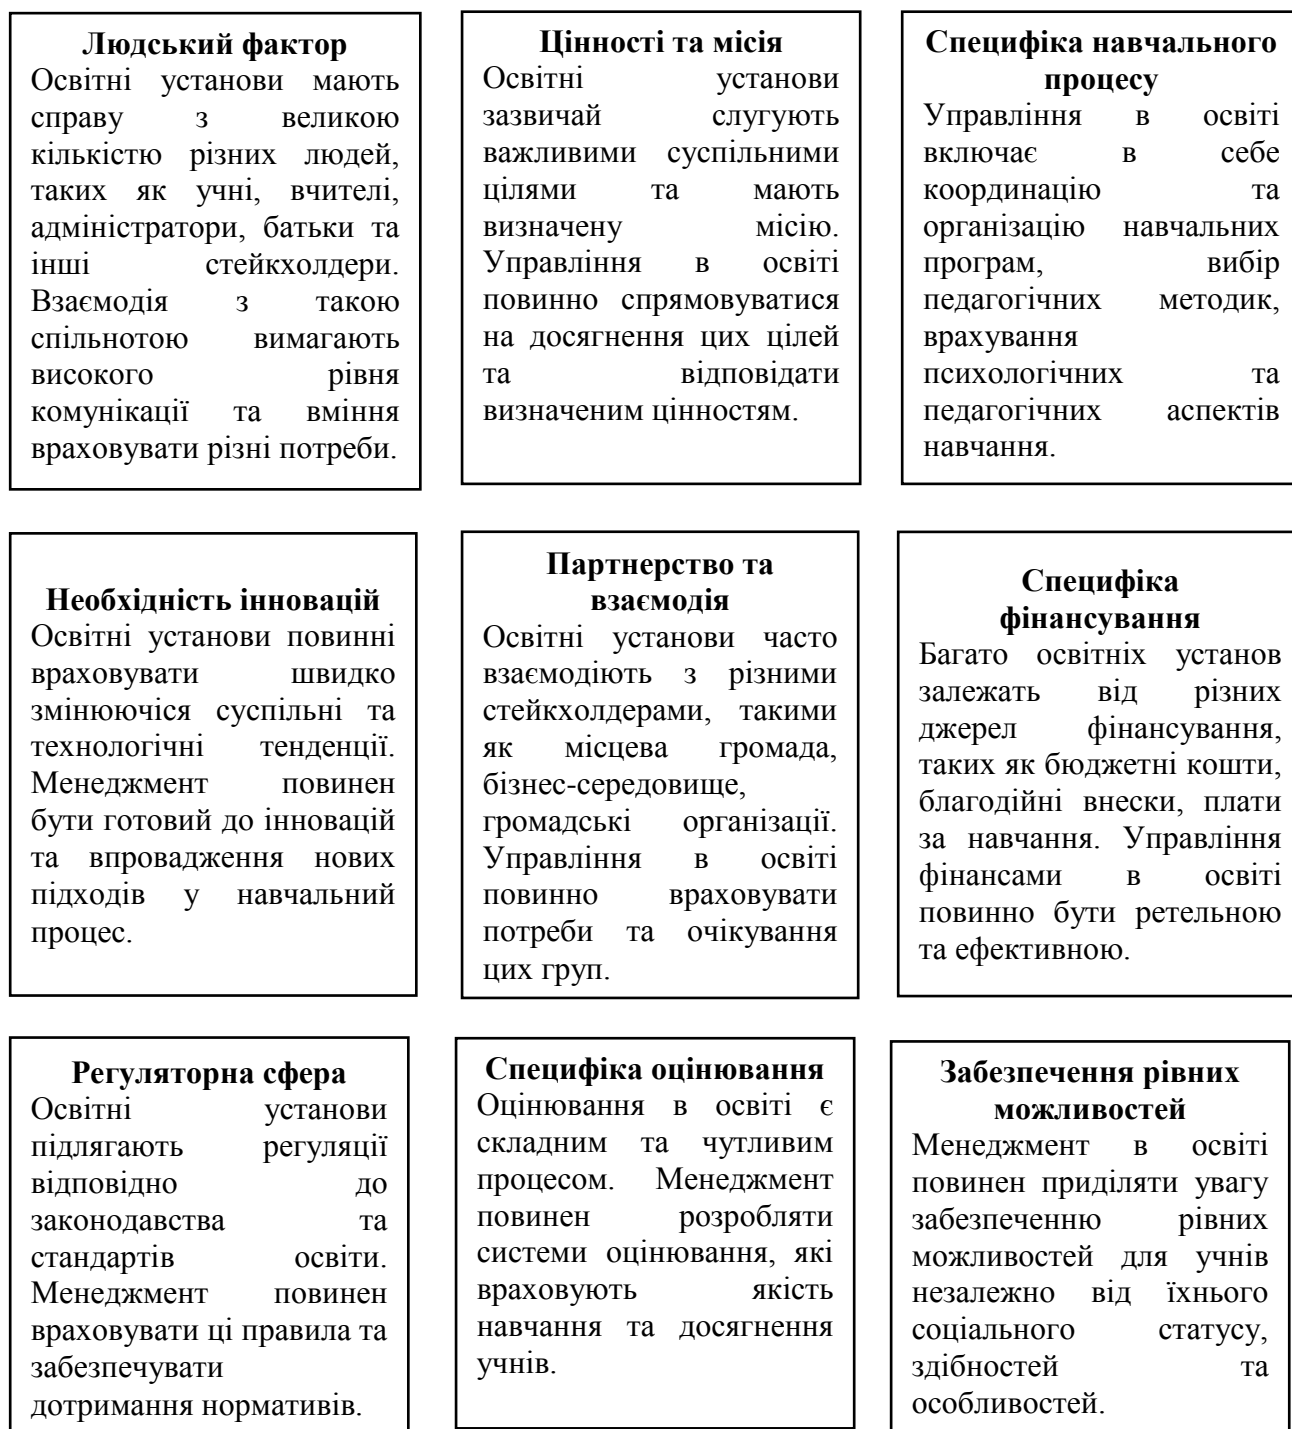 Людський фактор
Освітні установи мають
справу з великою
кількістю різних людей,
таких як учні, вчителі,
адміністратори, батьки та
інші стейкхолдери.
Взаємодія з такою
спільнотою вимагають
високого рівня
комунікації та вміння
враховувати різні потреби.
Цінності та місія
Освітні установи
зазвичай слугують
важливими суспільними
цілями та мають
визначену місію.
Управління в освіті
повинно спрямовуватися
на досягнення цих цілей
та відповідати
визначеним цінностям.
Специфіка навчального
процесу
Управління в освіті
включає в себе
координацію та
організацію навчальних
програм, вибір
педагогічних методик,
врахування
психологічних та
педагогічних аспектів
навчання.
Необхідність інновацій
Освітні установи повинні
враховувати швидко
змінюючіся суспільні та
технологічні тенденції.
Менеджмент повинен
бути готовий до інновацій
та впровадження нових
підходів у навчальний
процес.
Партнерство та
взаємодія
Освітні установи часто
взаємодіють з різними
стейкхолдерами, такими
як місцева громада,
бізнес-середовище,
громадські організації.
Управління в освіті
повинно враховувати
потреби та очікування
цих груп.
Специфіка
фінансування
Багато освітніх установ
залежать від різних
джерел фінансування,
таких як бюджетні кошти,
благодійні внески, плати
за навчання. Управління
фінансами в освіті
повинно бути ретельною
та ефективною.
Регуляторна сфера
Освітні установи
підлягають регуляції
відповідно до
законодавства та
стандартів освіти.
Менеджмент повинен
враховувати ці правила та
забезпечувати
дотримання нормативів.
Специфіка оцінювання
Оцінювання в освіті є
складним та чутливим
процесом. Менеджмент
повинен розробляти
системи оцінювання, які
враховують якість
навчання та досягнення
учнів.
Забезпечення рівних
можливостей
Менеджмент в освіті
повинен приділяти увагу
забезпеченню рівних
можливостей для учнів
незалежно від їхнього
соціального статусу,
здібностей та
особливостей.